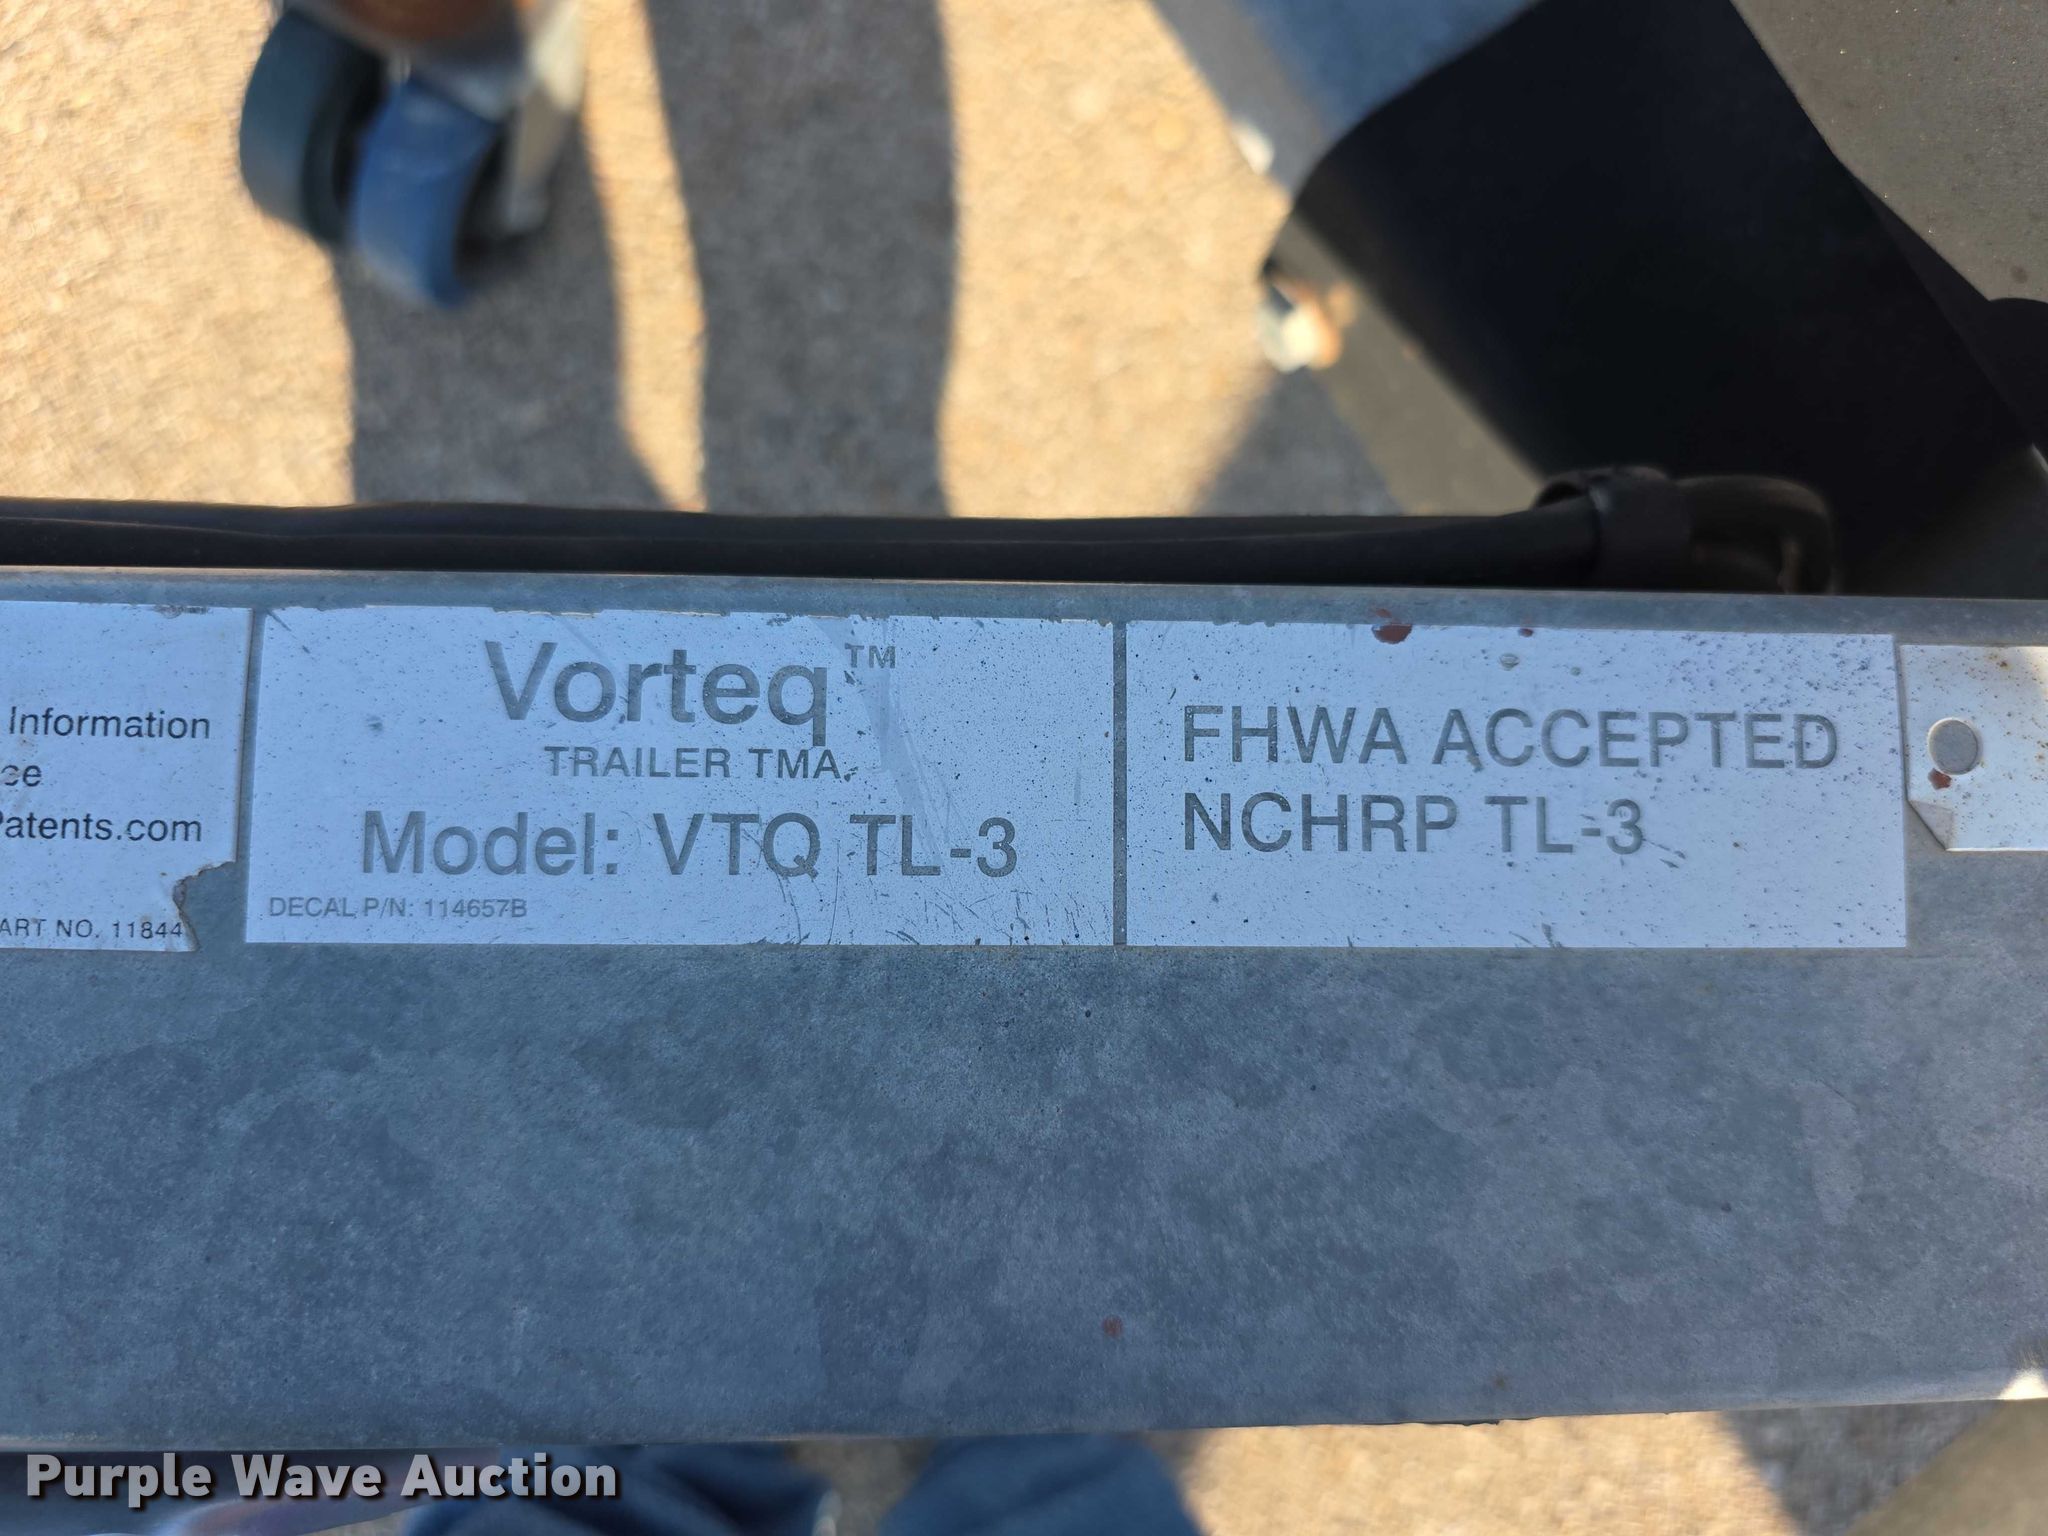 Information
Patents.com
ART NO. 11844
Vorteq™
TRAILER TMA
Model: VTQ TL-3
DECAL P/N: 114657B
FHWA ACCEPTED
NCHRP TL-3
Purple Wave Auction